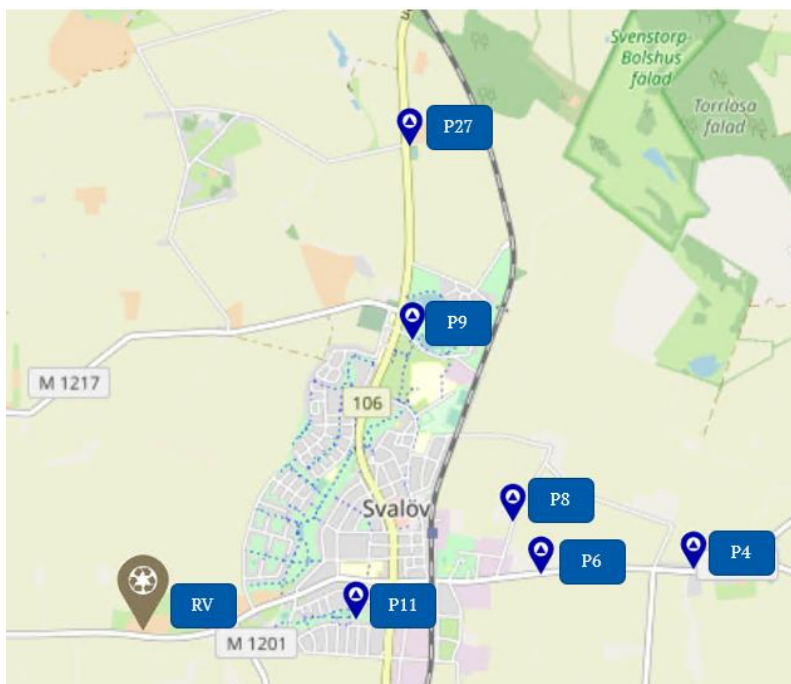 Svenstorp-
Bolshus
fälad
Torrlösa
fälad
P27
P9
M 1217
106
Svalöv
P8
P6
P4
RV
P11
M 1201